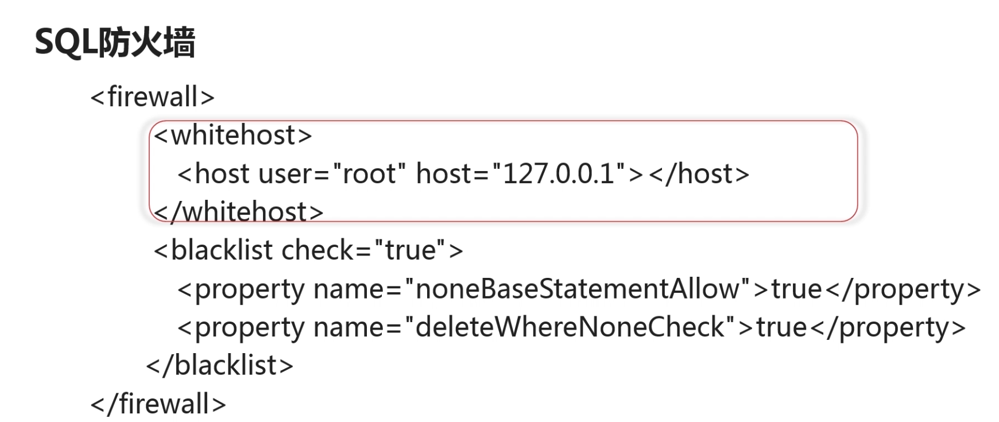 SQL防火墙
<firewall>
<whitehost>
<host user="root" host="127.0.0.1"></host>
</whitehost>
<blacklist check="true">
<property name="noneBaseStatementAllow">true</property>
<property name="deleteWhereNoneCheck">true</property>
</blacklist>
</firewall>